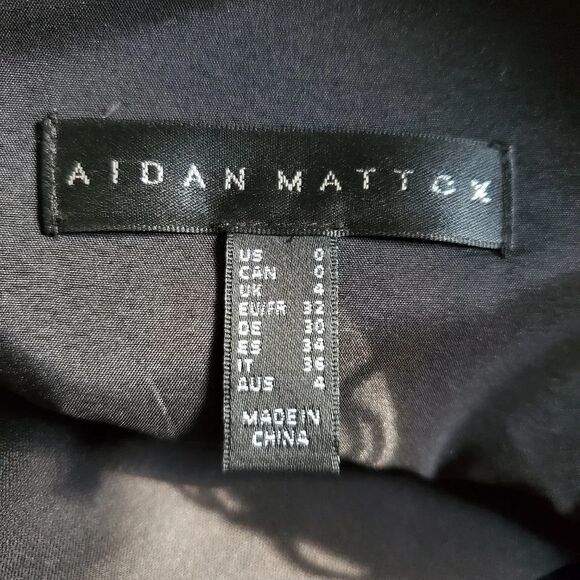 AIDAN MATTOX
US 0
CAN 0
UK 4
EU/FR 32
DE 30
ES 34
IT 36
AUS 4
MADE IN
CHINA